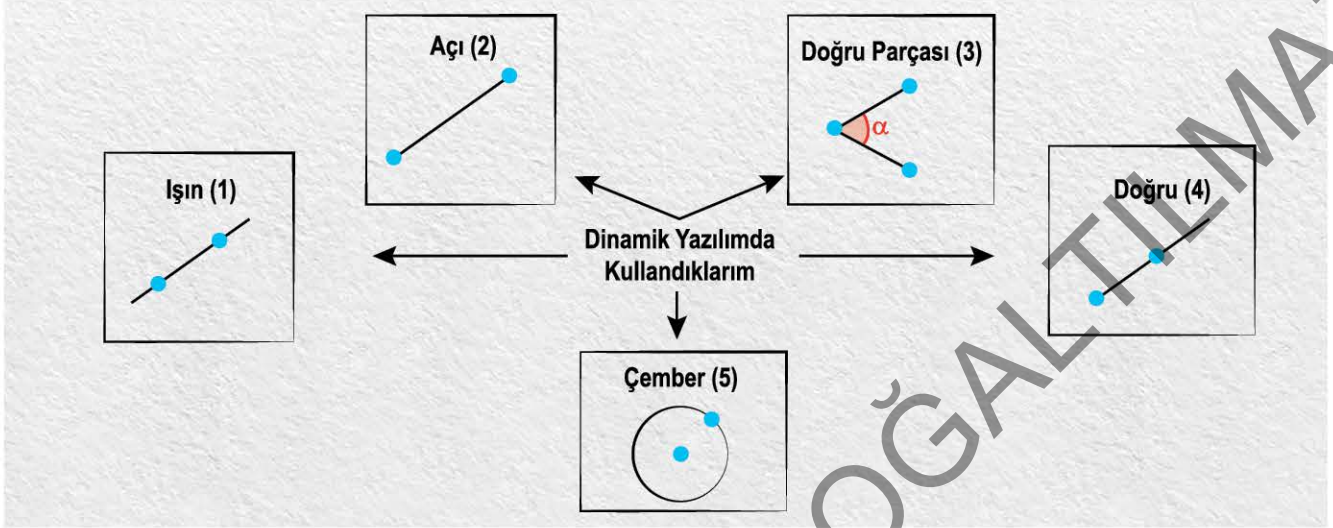 Açı (2)
Doğru Parçası (3)
α
Işın (1)
Doğru (4)
Dinamik Yazılımda
Kullandıklarım
Çember (5)
OĞALTILMA